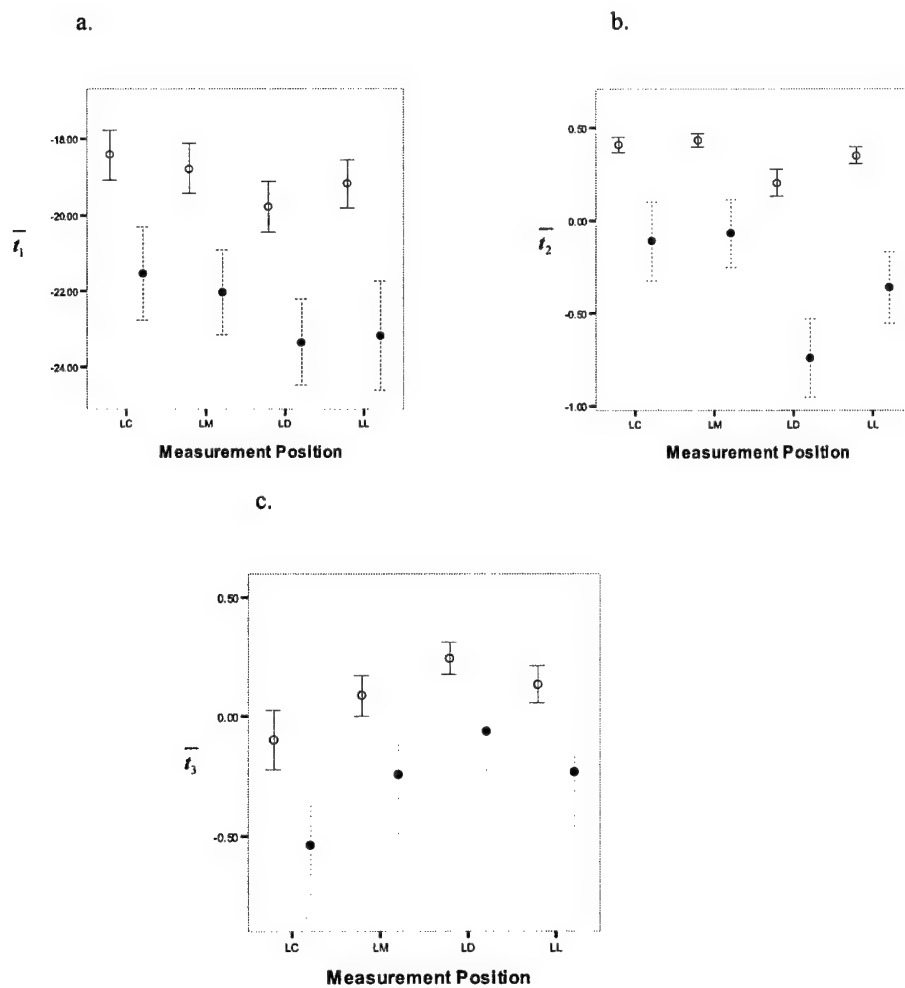 a.
-18.00
-20.00
-22.00
-24.00
t̅₁
LC LM LD LL
Measurement Position
b.
0.50
0.00
-0.50
-1.00
t̅₂
LC LM LD LL
Measurement Position
c.
0.50
0.00
-0.50
t̅₃
LC LM LD LL
Measurement Position